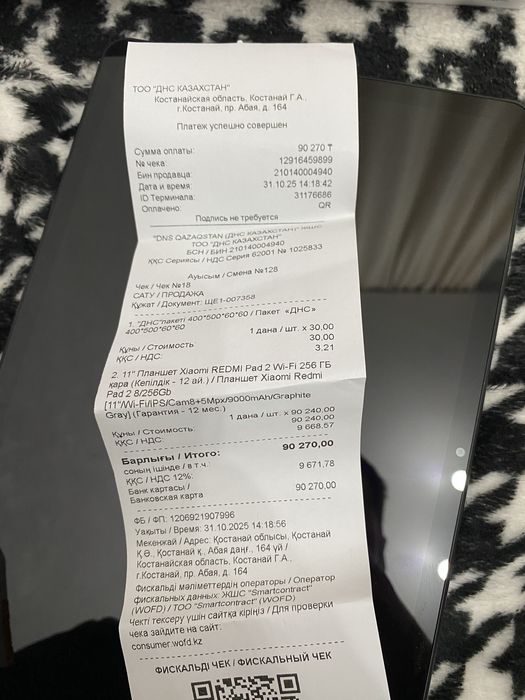 ТОО "ДНС КАЗАХСТАН"
Костанайская область, Костанай Г.А.,
г.Костанай, пр. Абая, д. 164
Платеж успешно совершен
Сумма оплаты: 90 270 ₸
№ чека: 12916459899
Бин продавца: 210140004940
Дата и время: 31.10.25 14:18:42
ID Терминала: 31176686
Оплачено: QR
Подпись не требуется
"DNS QAZAQSTAN (ДНС КАЗАХСТАН)" ЖШС
ТОО "ДНС КАЗАХСТАН"
БСН / БИН 210140004940
ҚҚС Сериясы / НДС Серия 62001 № 1025833
Ауысым / Смена №128
Чек / Чек №18
САТУ / ПРОДАЖА
Құжат / Документ: ЩЕ1-007358
1. "ДНС"пакеті 400*500*60*60 / Пакет «ДНС»
400*500*60*60
1 дана / шт. x 30,00
Құны / Стоимость 30,00
ҚҚС / НДС: 3.21
2. 11" Планшет Xiaomi REDMI Pad 2 Wi-Fi 256 ГБ
қара (Кепілдік - 12 ай.) / Планшет Xiaomi Redmi
Pad 2 8/256Gb
[11"/Wi-Fi/IPS/Cam8+5Mpx/9000mAh/Graphite
Gray] (Гарантия - 12 мес.)
1 дана / шт. x 90 240,00
Құны / Стоимость: 90 240,00
ҚҚС / НДС: 9 668,57
Барлығы / Итого: 90 270,00
соның ішінде / в т.ч.:
ҚҚС / НДС 12%: 9 671,78
Банк картасы /
Банковская карта 90 270,00
ФБ / ФП: 1206921907996
Уақыты / Время: 31.10.2025 14:18:56
Мекенжай / Адрес: Қостанай облысы, Қостанай
Қ.Ә., Қостанай қ., Абая даңғ., 164 үй /
Костанайская область, Костанай Г.А.,
г.Костанай, пр. Абая, д. 164
Фискальді мәліметтердің операторы / Оператор
фискальных данных: ЖШС "Smartcontract"
(WOFD) / ТОО "Smartcontract" (WOFD)
Чекті тексеру үшін сайтқа кіріңіз / Для проверки
чека зайдите на сайт:
consumer.wofd.kz
ФИСКАЛЬДІ ЧЕК / ФИСКАЛЬНЫЙ ЧЕК